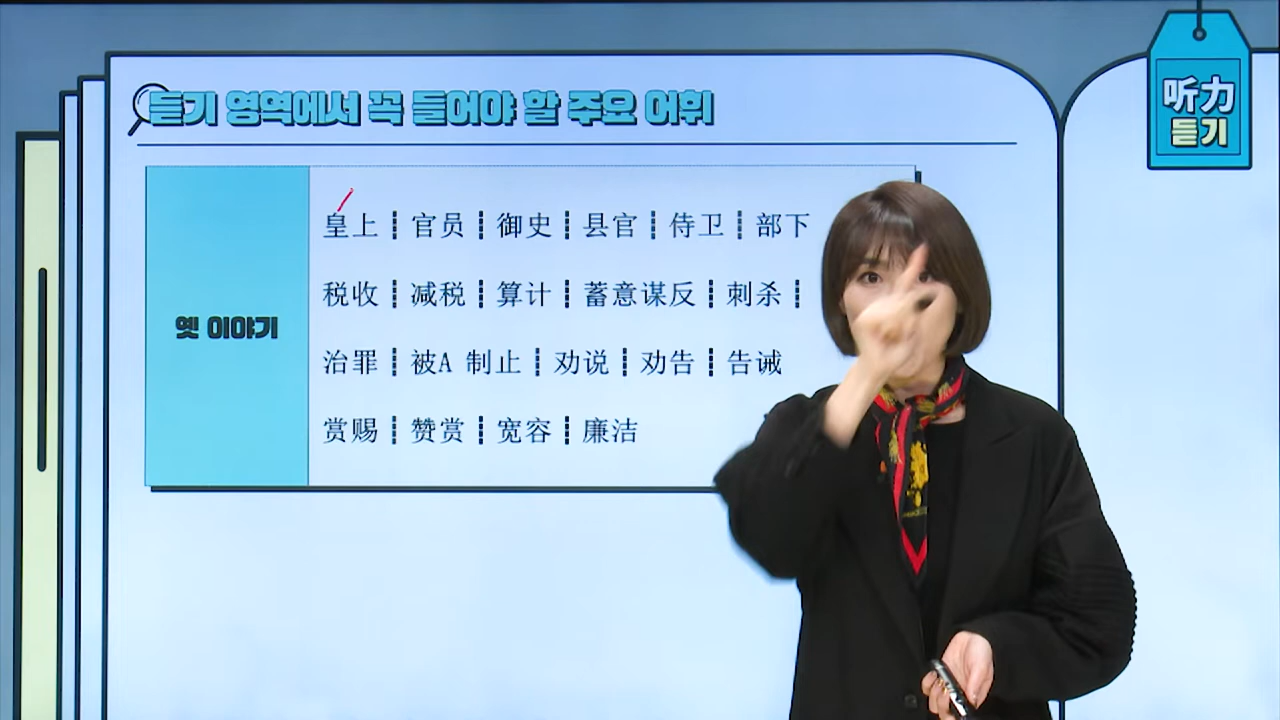 듣기 영역에서 꼭 들어야 할 주요 어휘
听力
듣기
옛 이야기
皇上 ┇ 官员 ┇ 御史 ┇ 县官 ┇ 侍卫 ┇ 部下
税收 ┇ 减税 ┇ 算计 ┇ 蓄意谋反 ┇ 刺杀 ┇
治罪 ┇ 被A 制止 ┇ 劝说 ┇ 劝告 ┇ 告诫
赏赐 ┇ 赞赏 ┇ 宽容 ┇ 廉洁